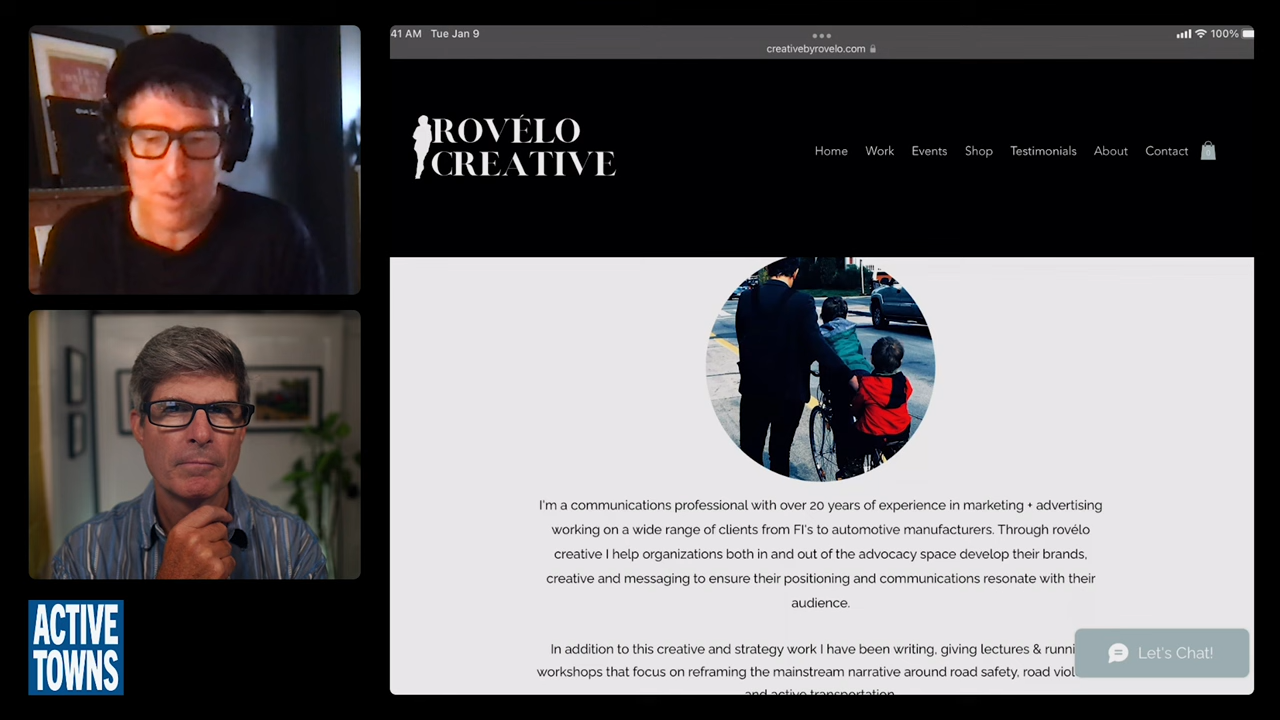 41 AM Tue Jan 9
creativebyrovelo.com
100%
ROVÉLO
CREATIVE
Home Work Events Shop Testimonials About Contact
I'm a communications professional with over 20 years of experience in marketing + advertising
working on a wide range of clients from FI's to automotive manufacturers. Through rovélo
creative I help organizations both in and out of the advocacy space develop their brands,
creative and messaging to ensure their positioning and communications resonate with their
audience.
In addition to this creative and strategy work I have been writing, giving lectures &
workshops that focus on reframing the mainstream narrative around road safety, road
and active transportation
Let's Chat!
ACTIVE
TOWNS